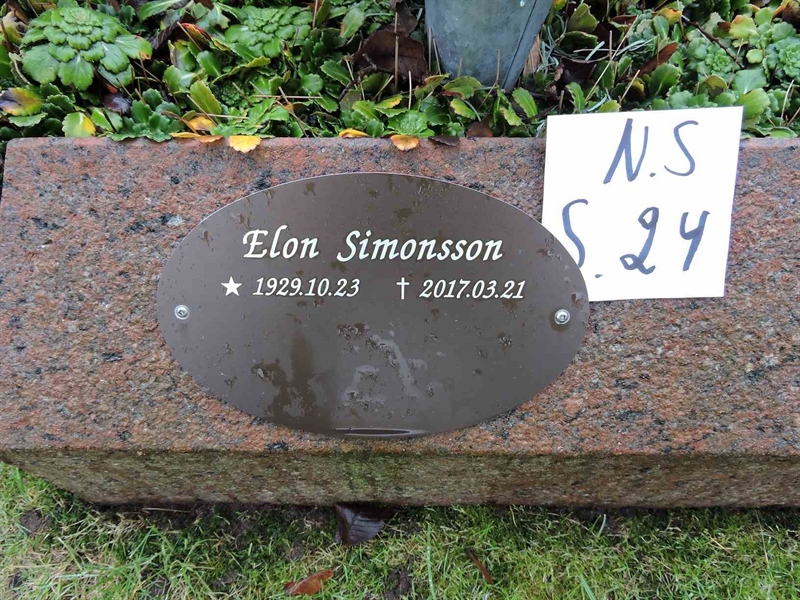 Elon Simonsson
★ 1929.10.23 † 2017.03.21
N.S
S.24